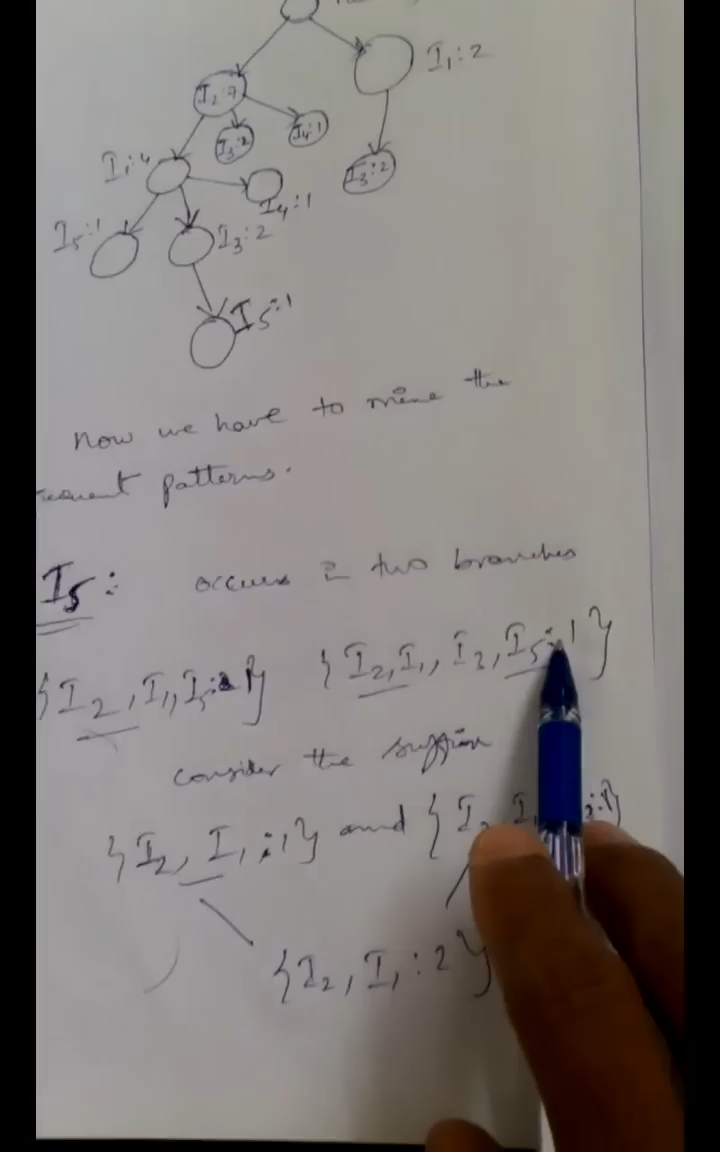 I1:2
I2:7
I3:2
I4:1
I1:4
I3:2
I4:1
I5:1
I3:2
I5:1
Now we have to mine the
patterns.
I5: occurs in two branches
{I2, I1, I5:1} {I2, I1, I3, I5:1}
consider the suffix
{I2, I1:1} and {I2, I
{I2, I1:2}